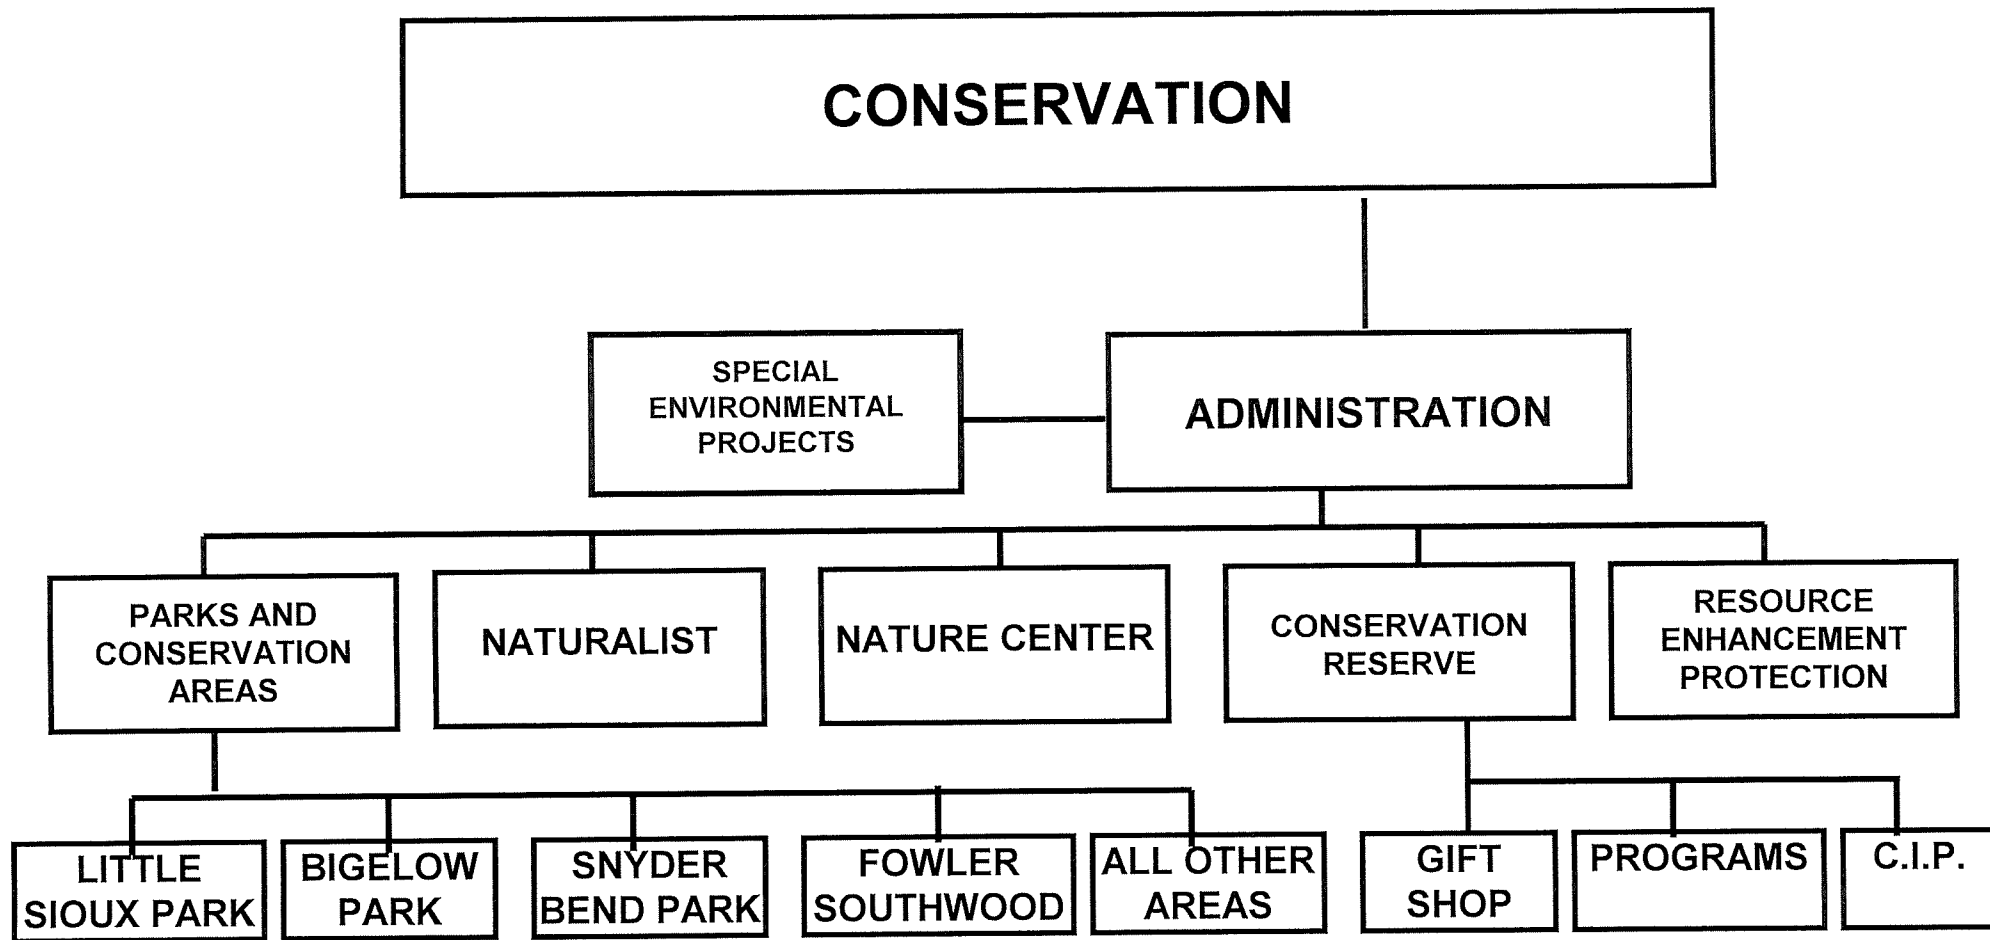 CONSERVATION
SPECIAL
ENVIRONMENTAL
PROJECTS
ADMINISTRATION
PARKS AND
CONSERVATION
AREAS
NATURALIST
NATURE CENTER
CONSERVATION
RESERVE
RESOURCE
ENHANCEMENT
PROTECTION
LITTLE
SIOUX PARK
BIGELOW
PARK
SNYDER
BEND PARK
FOWLER
SOUTHWOOD
ALL OTHER
AREAS
GIFT
SHOP
PROGRAMS
C.I.P.